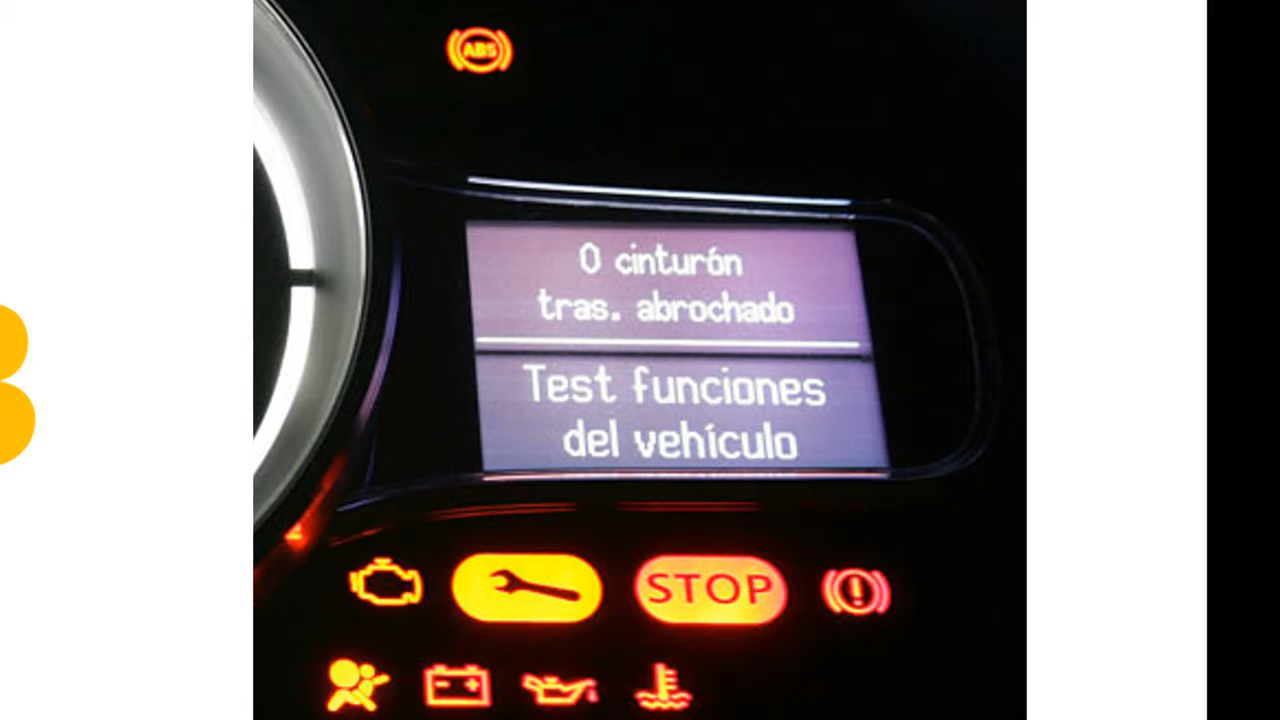 ABS
0 cinturón
tras. abrochado
Test funciones
del vehículo
STOP